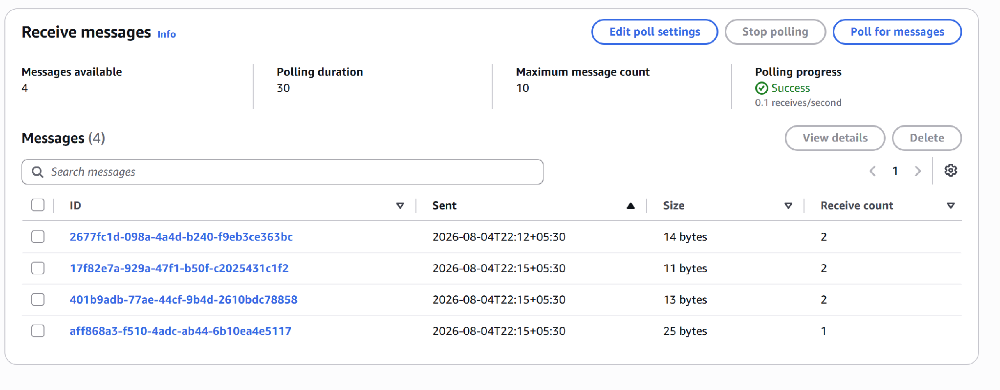 Receive messages Info
Edit poll settings
Stop polling
Poll for messages
Messages available
4
Polling duration
30
Maximum message count
10
Polling progress
Success
0.1 receives/second
Messages (4)
View details
Delete
Search messages
1
ID Sent Size Receive count
2677fc1d-098a-4a4d-b240-f9eb3ce363bc 2026-08-04T22:12+05:30 14 bytes 2
17f82e7a-929a-47f1-b50f-c2025431c1f2 2026-08-04T22:15+05:30 11 bytes 2
401b9adb-77ae-44cf-9b4d-2610bdc78858 2026-08-04T22:15+05:30 13 bytes 2
aff868a3-f510-4adc-ab44-6b10ea4e5117 2026-08-04T22:15+05:30 25 bytes 1